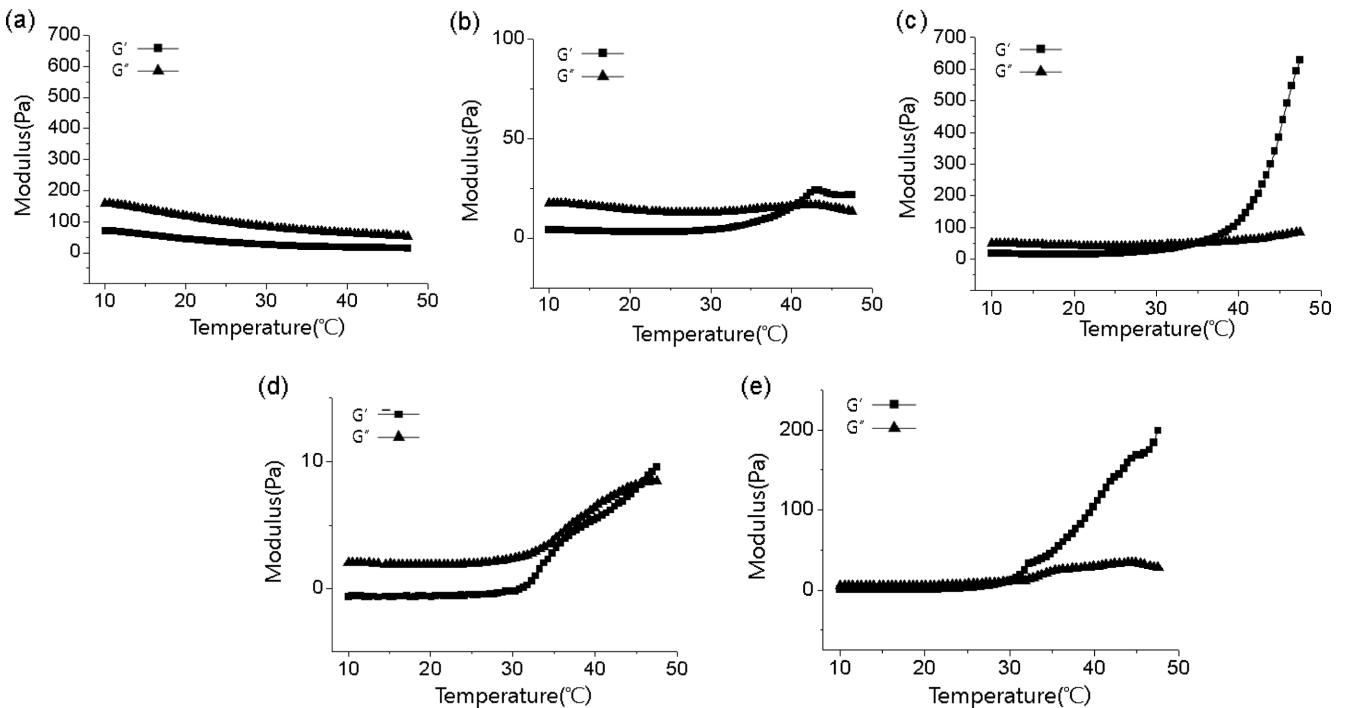 (a)
700
600
500
400
300
200
100
0
Modulus(Pa)
G′
G″
10 20 30 40 50
Temperature(℃)
(b)
100
50
0
Modulus(Pa)
G′
G″
10 20 30 40 50
Temperature(℃)
(c)
700
600
500
400
300
200
100
0
Modulus(Pa)
G′
G″
10 20 30 40 50
Temperature(℃)
(d)
10
0
Modulus(Pa)
G′
G″
10 20 30 40 50
Temperature(℃)
(e)
200
100
0
Modulus(Pa)
G′
G″
10 20 30 40 50
Temperature(℃)